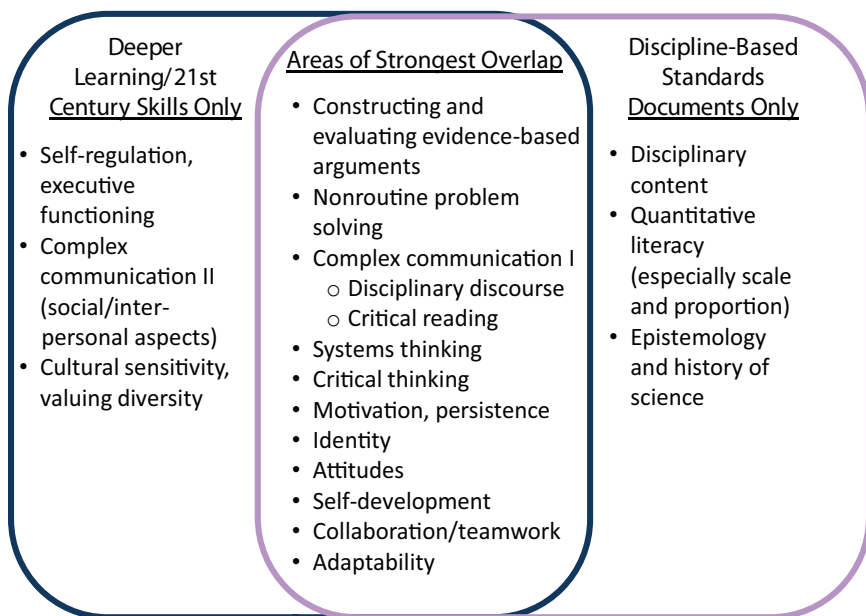 Deeper
Learning/21st
Century Skills Only
• Self-regulation,
executive
functioning
• Complex
communication II
(social/inter-
personal aspects)
• Cultural sensitivity,
valuing diversity
Areas of Strongest Overlap
• Constructing and
evaluating evidence-based
arguments
• Nonroutine problem
solving
• Complex communication I
o Disciplinary discourse
o Critical reading
• Systems thinking
• Critical thinking
• Motivation, persistence
• Identity
• Attitudes
• Self-development
• Collaboration/teamwork
• Adaptability
Discipline-Based
Standards
Documents Only
• Disciplinary
content
• Quantitative
literacy
(especially scale
and proportion)
• Epistemology
and history of
science